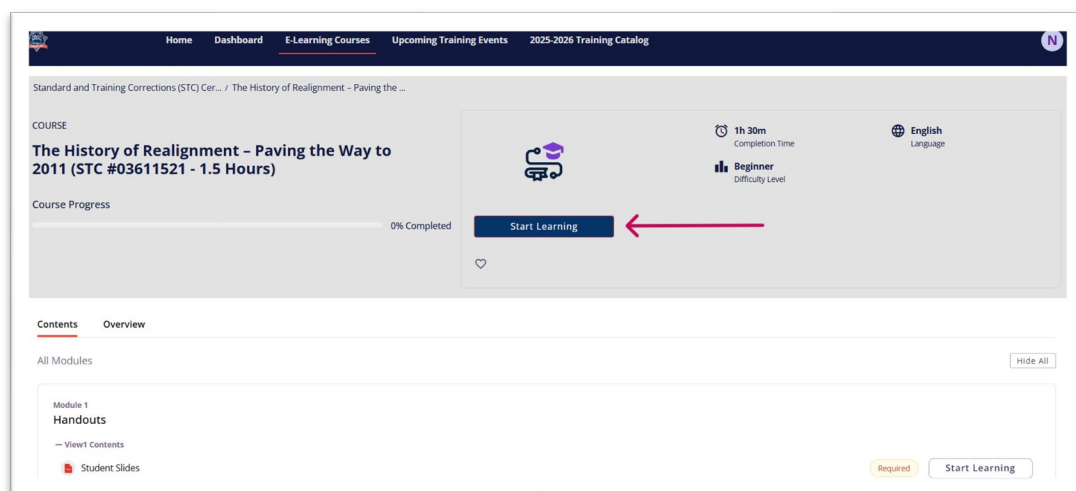 Home Dashboard E-Learning Courses Upcoming Training Events 2025-2026 Training Catalog N
Standard and Training Corrections (STC) Cer... / The History of Realignment – Paving the ...
COURSE
The History of Realignment – Paving the Way to
2011 (STC #03611521 - 1.5 Hours)
Course Progress
0% Completed
1h 30m
Completion Time
English
Language
Beginner
Difficulty Level
Start Learning
Contents Overview
All Modules Hide All
Module 1
Handouts
— View1 Contents
Student Slides Required Start Learning